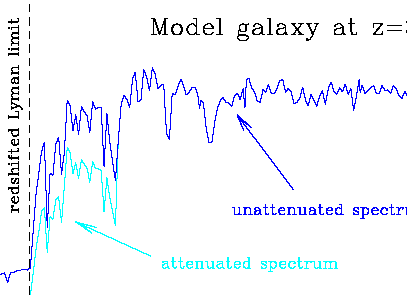 Model galaxy at z=
redshifted Lyman limit
unattenuated spectru
attenuated spectrum